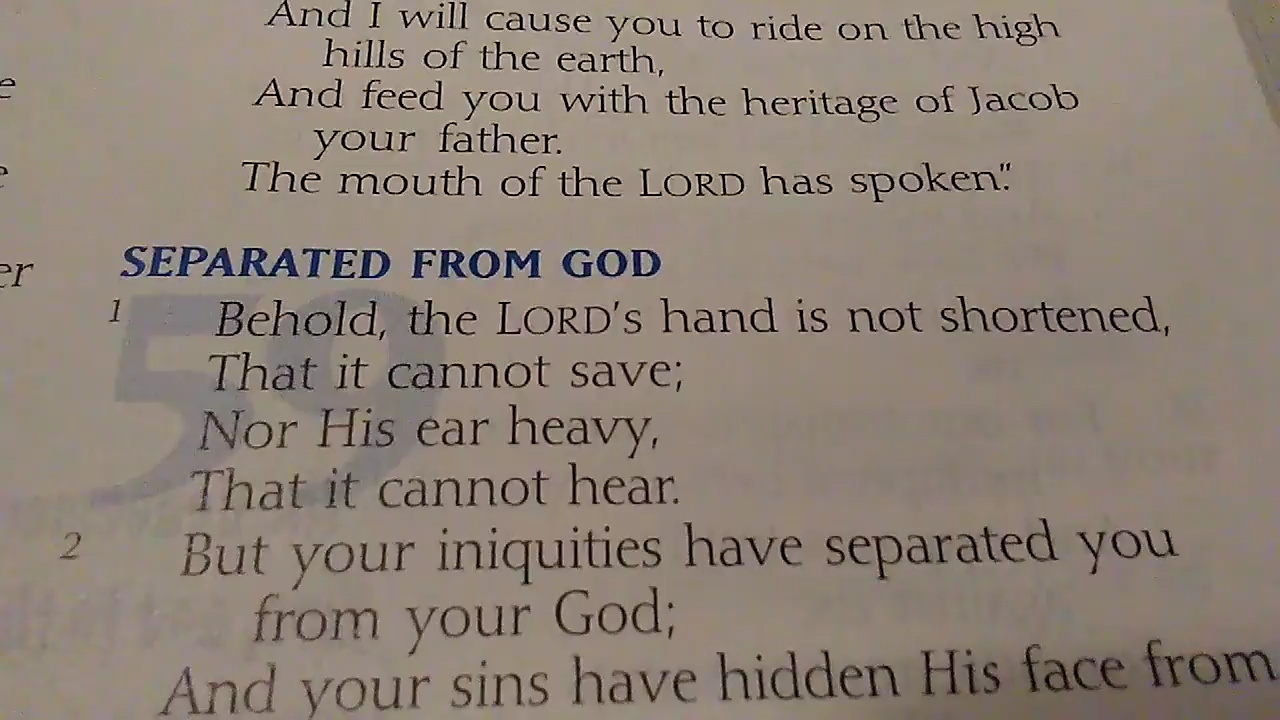 And I will cause you to ride on the high
hills of the earth,
And feed you with the heritage of Jacob
your father.
The mouth of the LORD has spoken."
SEPARATED FROM GOD
59
1 Behold, the LORD'S hand is not shortened,
That it cannot save;
Nor His ear heavy,
That it cannot hear.
2 But your iniquities have separated you
from your God;
And your sins have hidden His face from